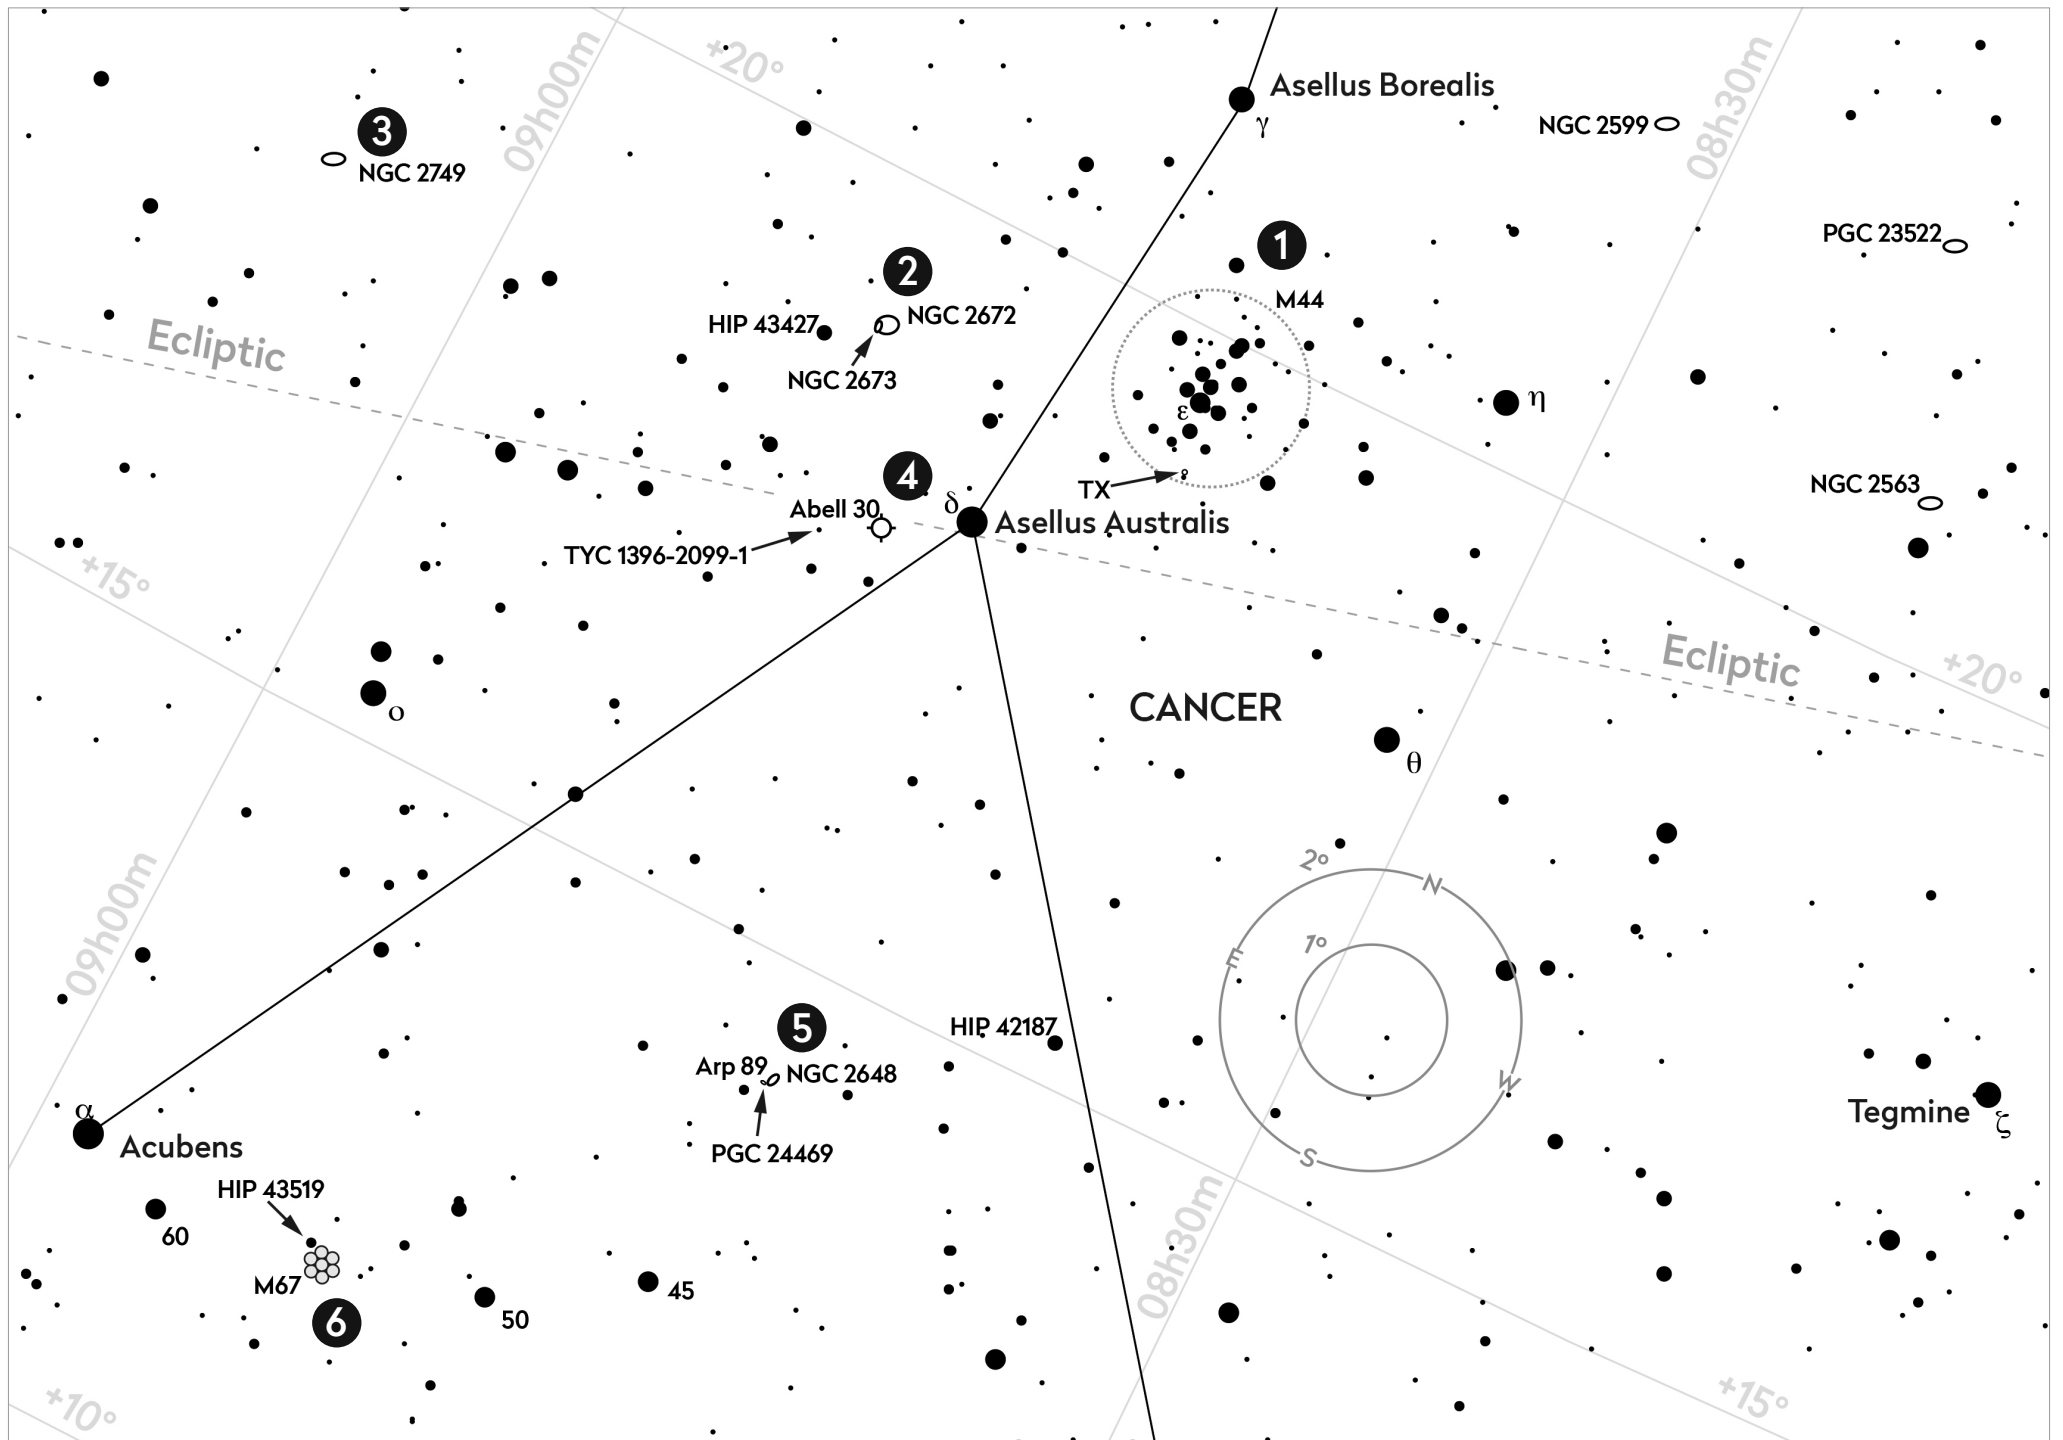 09h00m
+20°
Asellus Borealis
γ
NGC 2599
08h30m
3
NGC 2749
1
M44
PGC 23522
2
NGC 2672
HIP 43427
NGC 2673
Ecliptic
ε
η
TX
NGC 2563
4
δ
Abell 30
Asellus Australis
TYC 1396-2099-1
+15°
Ecliptic
+20°
ο
CANCER
θ
09h00m
2°
N
1°
E
W
S
5
HIP 42187
Arp 89
NGC 2648
PGC 24469
α
Acubens
Tegmine
ζ
HIP 43519
60
M67
6
50
45
08h30m
+10°
+15°